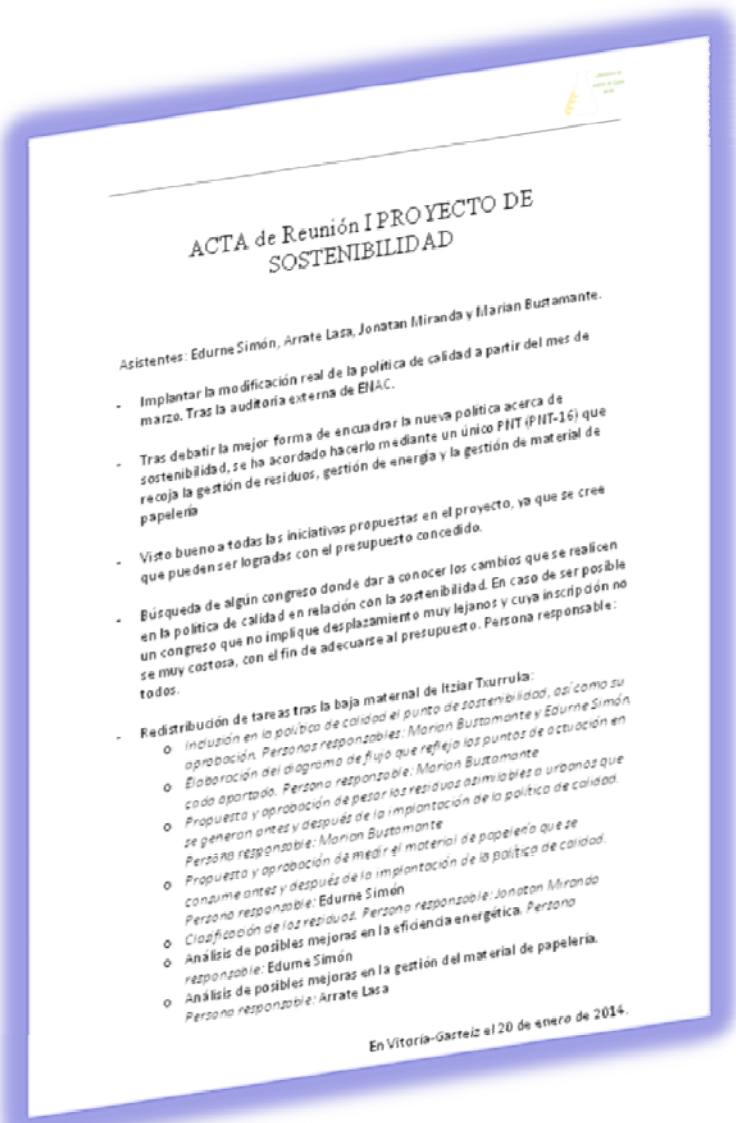 ACTA de Reunión I PROYECTO DE
SOSTENIBILIDAD
Asistentes: Edurne Simón, Arrate Lasa, Jonatan Miranda y Marian Bustamante.
- Implantar la modificación real de la política de calidad a partir del mes de
marzo. Tras la auditoría externa de ENAC.
- Tras debatir la mejor forma de encuadrar la nueva política acerca de
sostenibilidad, se ha acordado hacerlo mediante un único PNT (PNT-16) que
recoja la gestión de residuos, gestión de energía y la gestión de material de
papelería
- Visto bueno a todas las iniciativas propuestas en el proyecto, ya que se cree
que pueden ser logradas con el presupuesto concedido.
- Búsqueda de algún congreso donde dar a conocer los cambios que se realicen
en la política de calidad en relación con la sostenibilidad. En caso de ser posible
un congreso que no implique desplazamiento muy lejanos y cuya inscripción no
se muy costosa, con el fin de adecuarse al presupuesto. Persona responsable:
todos.
- Redistribución de tareas tras la baja maternal de Itziar Txurruka:
o Inclusión en la política de calidad el punto de sostenibilidad, así como su
aprobación. Personas responsables: Marian Bustamante y Edurne Simón.
o Elaboración del diagrama de flujo que refleja los puntos de actuación en
cada apartado. Persona responsable: Marian Bustamante
o Propuesta y aprobación de pesar los residuos asimilables a urbanos que
se generan antes y después de la implantación de la política de calidad.
Persona responsable: Marian Bustamante
o Propuesta y aprobación de medir el material de papelería que se
consume antes y después de la implantación de la política de calidad.
Persona responsable: Edurne Simón
o Clasificación de los residuos. Persona responsable: Jonatan Miranda
o Análisis de posibles mejoras en la eficiencia energética. Persona
responsable: Edurne Simón
o Análisis de posibles mejoras en la gestión del material de papelería.
Persona responsable: Arrate Lasa
En Vitoria-Gasteiz el 20 de enero de 2014.